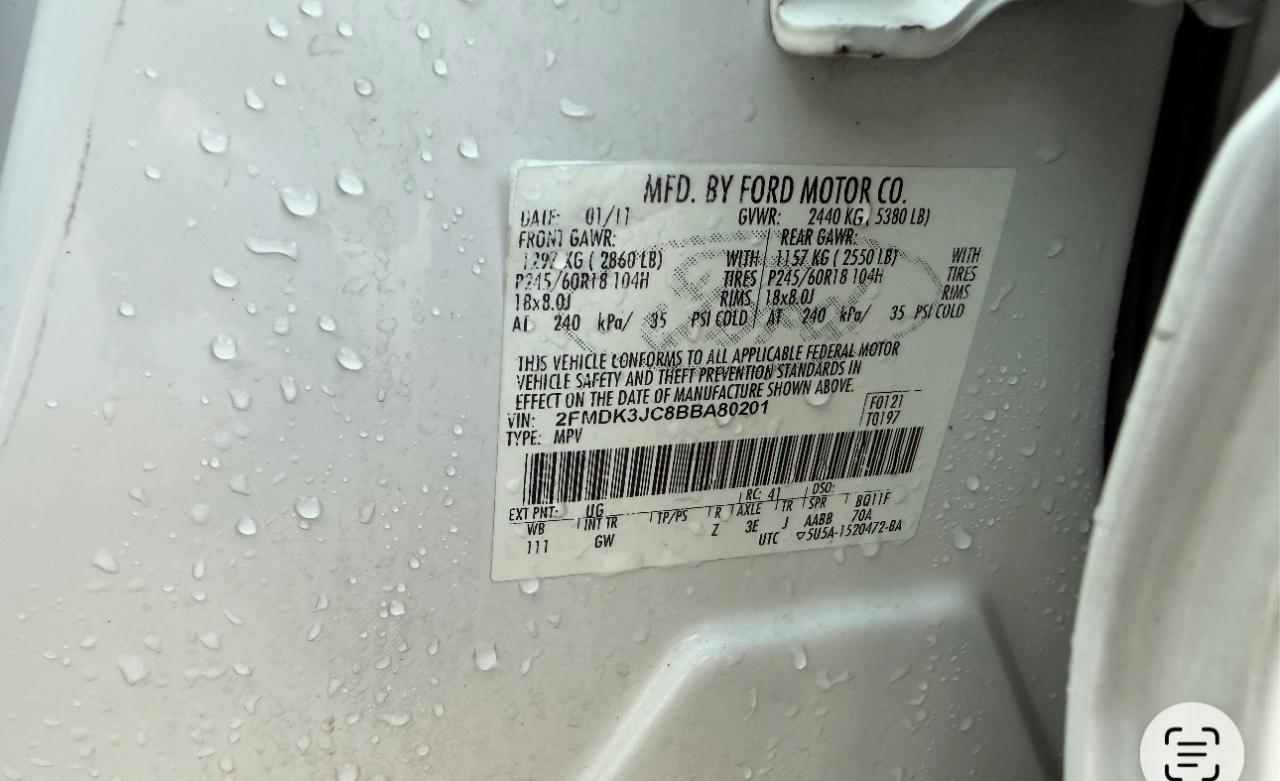 MFD. BY FORD MOTOR CO.
DATE: 01/11 GVWR: 2440 KG ( 5380 LB)
FRONT GAWR: REAR GAWR:
1297 KG ( 2860 LB) WITH 1157 KG ( 2550 LB) WITH
P245/60R18 104H TIRES P245/60R18 104H TIRES
18x8.0J RIMS 18x8.0J RIMS
AT 240 kPa/ 35 PSI COLD AT 240 kPa/ 35 PSI COLD
Ford
THIS VEHICLE CONFORMS TO ALL APPLICABLE FEDERAL MOTOR
VEHICLE SAFETY AND THEFT PREVENTION STANDARDS IN
EFFECT ON THE DATE OF MANUFACTURE SHOWN ABOVE.
VIN: 2FMDK3JC8BBA80201 F0121
TYPE: MPV T0197
EXT PNT: UG RC: 41 DSO:
WB INT TR TP/PS R AXLE TR SPR BQ11F
111 GW Z 3E J AABB 70A
UTC ▽5U5A-1520472-BA